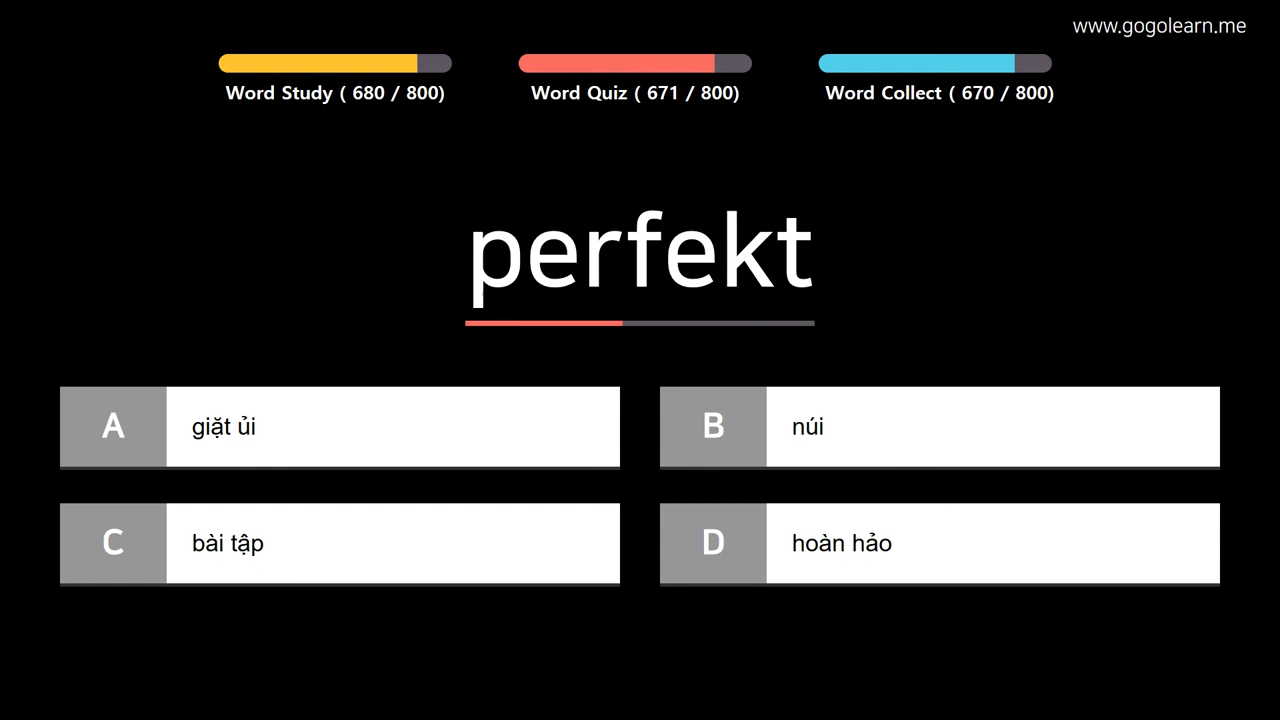 www.gogolearn.me
Word Study ( 680 / 800)
Word Quiz ( 671 / 800)
Word Collect ( 670 / 800)
perfekt
A giặt ủi
B núi
C bài tập
D hoàn hảo